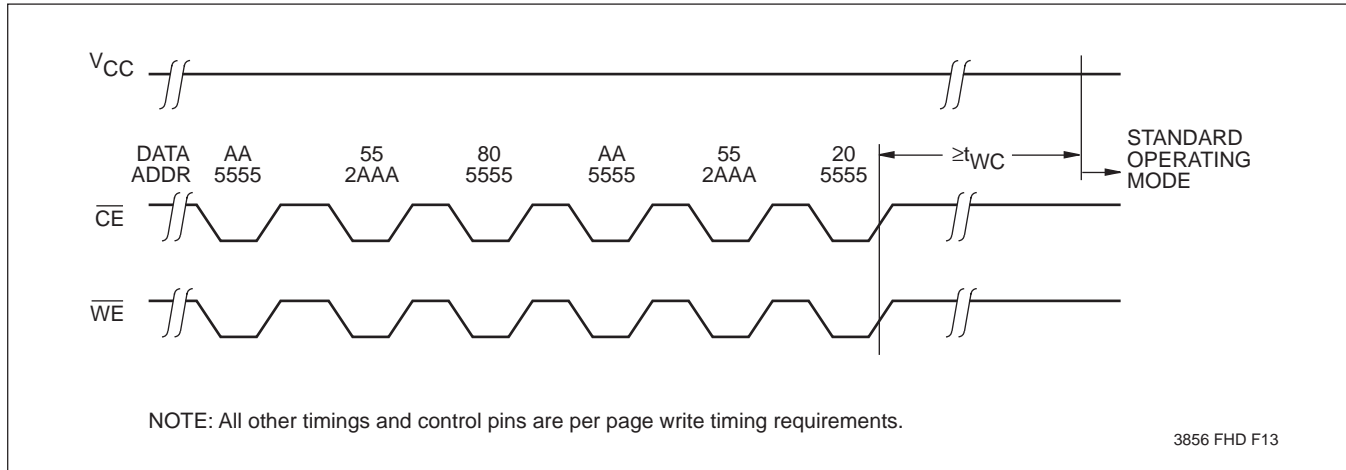 VCC
DATA AA 55 80 AA 55 20
ADDR 5555 2AAA 5555 5555 2AAA 5555
≥tWC
STANDARD
OPERATING
MODE
CE
WE
NOTE: All other timings and control pins are per page write timing requirements.
3856 FHD F13